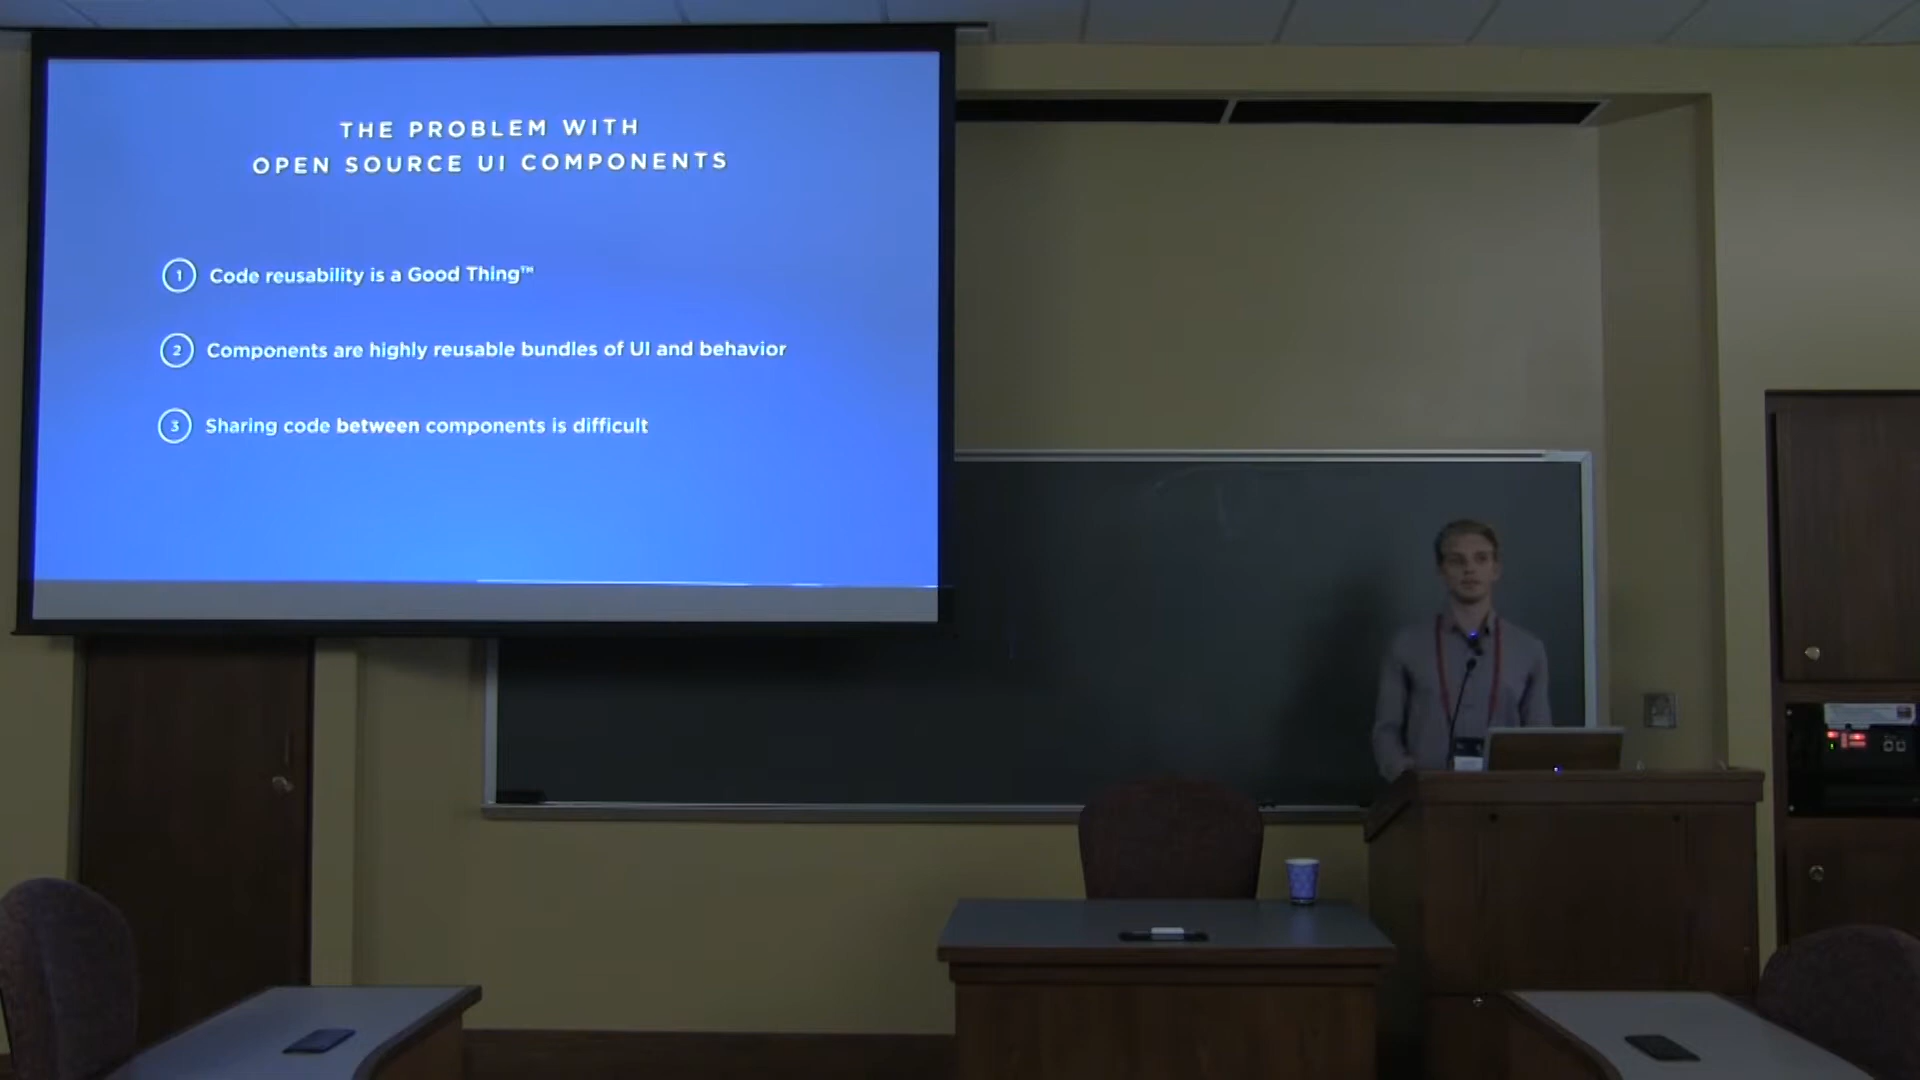 THE PROBLEM WITH
OPEN SOURCE UI COMPONENTS
1 Code reusability is a Good Thing™
2 Components are highly reusable bundles of UI and behavior
3 Sharing code between components is difficult